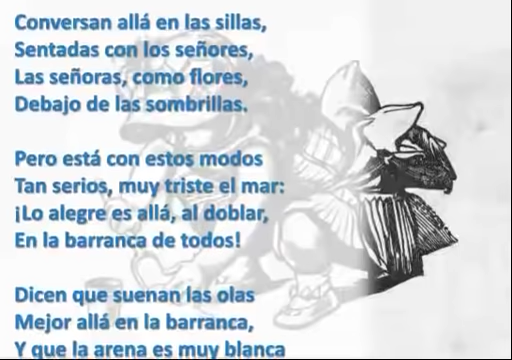 Conversan allá en las sillas,
Sentadas con los señores,
Las señoras, como flores,
Debajo de las sombrillas.
Pero está con estos modos
Tan serios, muy triste el mar:
¡Lo alegre es allá, al doblar,
En la barranca de todos!
Dicen que suenan las olas
Mejor allá en la barranca,
Y que la arena es muy blanca